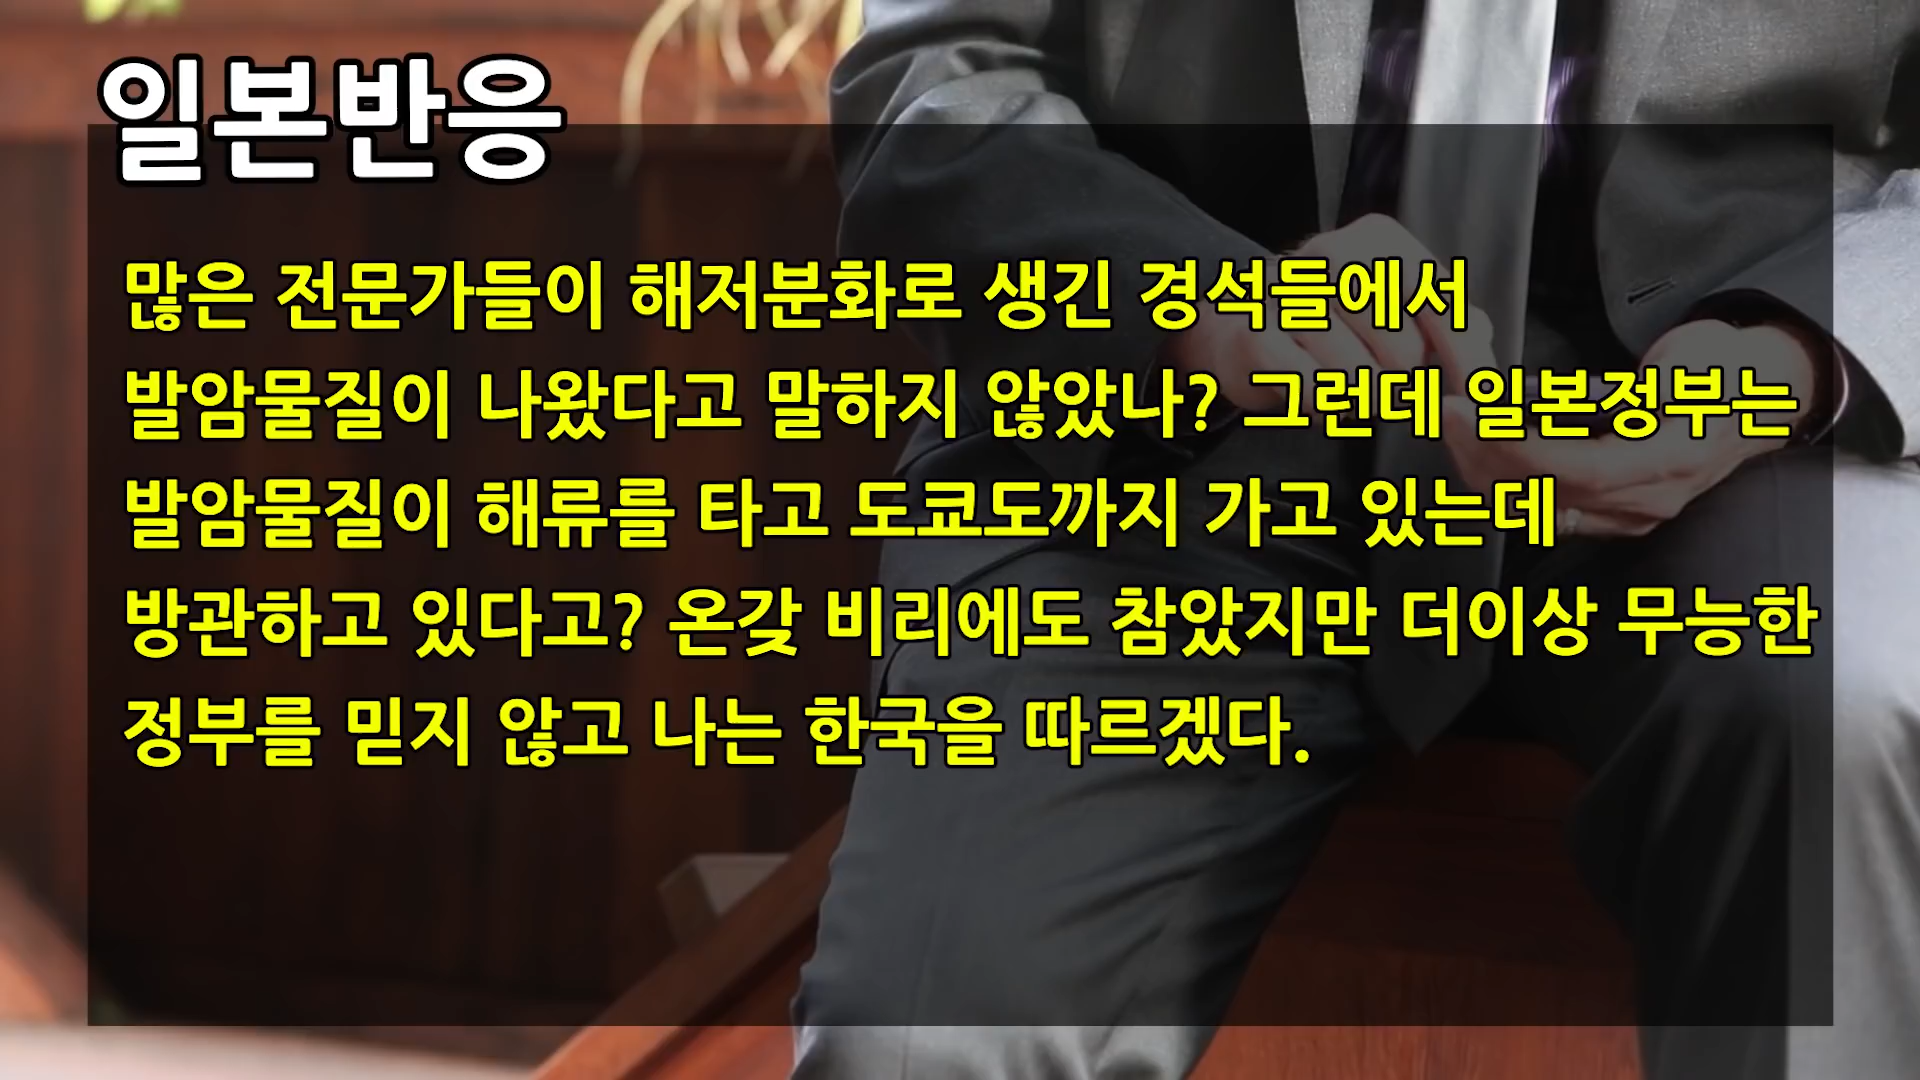 일본반응
많은 전문가들이 해저분화로 생긴 경석들에서
발암물질이 나왔다고 말하지 않았나? 그런데 일본정부는
발암물질이 해류를 타고 도쿄도까지 가고 있는데
방관하고 있다고? 온갖 비리에도 참았지만 더이상 무능한
정부를 믿지 않고 나는 한국을 따르겠다.